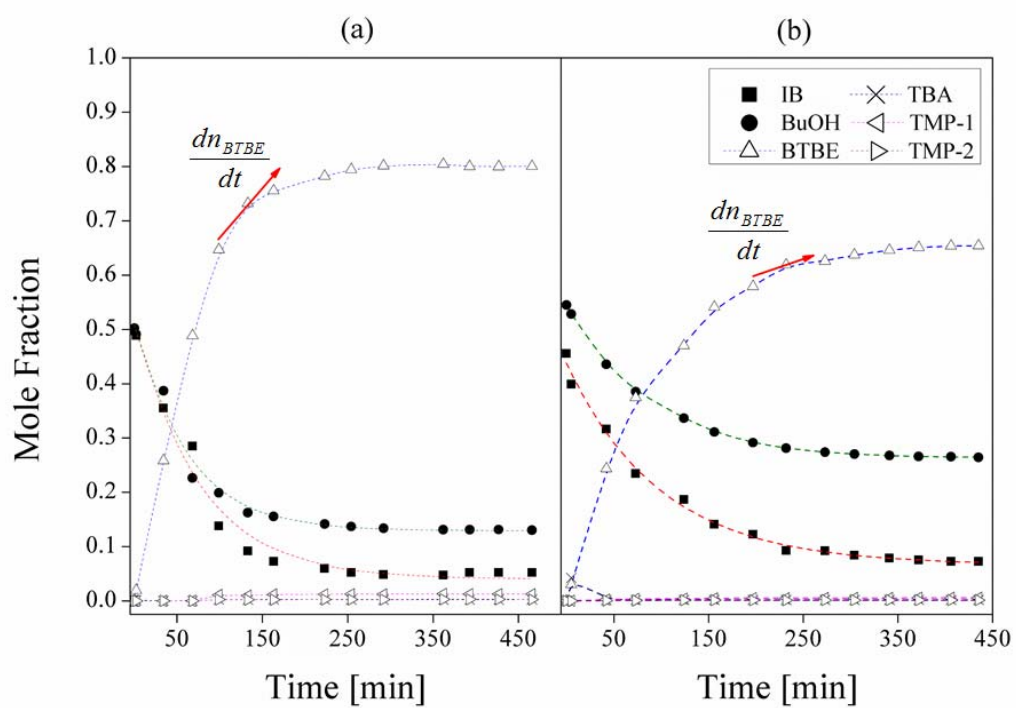 (a)
(b)
1.0
0.9
0.8
0.7
0.6
0.5
0.4
0.3
0.2
0.1
0.0
Mole Fraction
dn_BTBE
dt
dn_BTBE
dt
IB
BuOH
BTBE
TBA
TMP-1
TMP-2
50 150 250 350 450
50 150 250 350 450
Time [min]
Time [min]